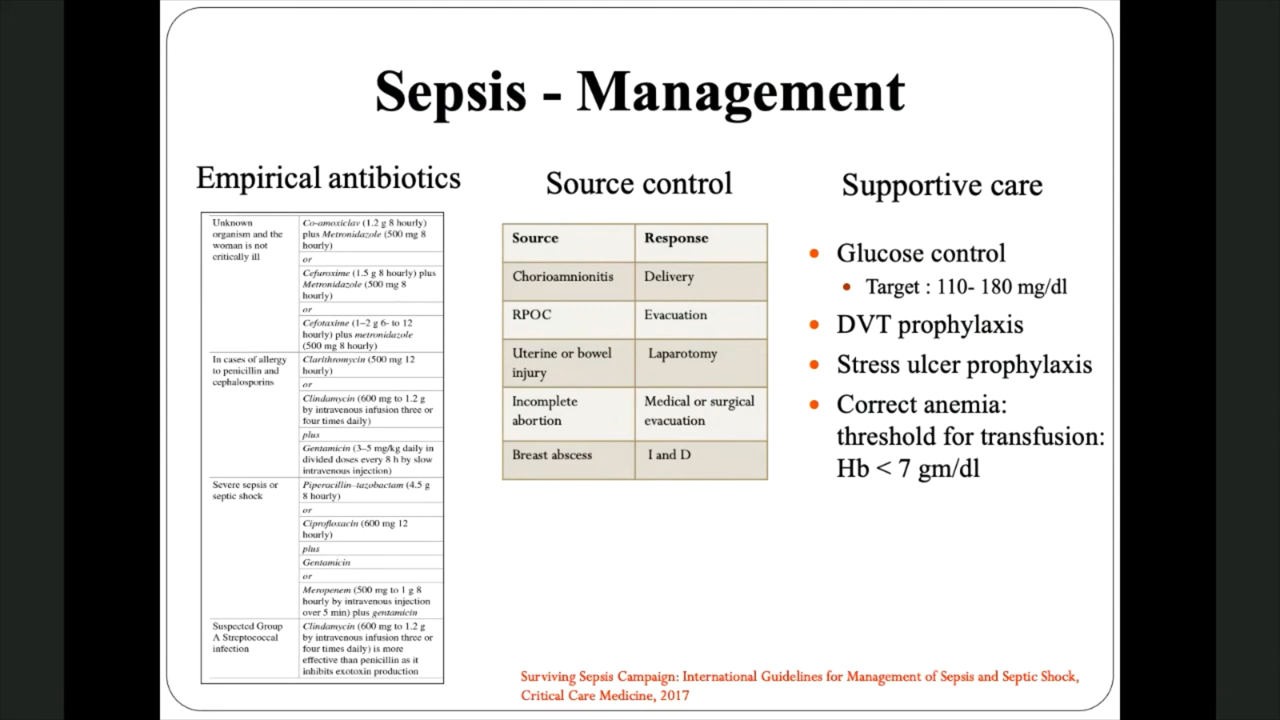 Sepsis - Management
Empirical antibiotics
Unknown
organism and the
woman is not
critically ill
Co-amoxiclav (1.2 g 8 hourly)
plus Metronidazole (500 mg 8
hourly)
or
Cefuroxime (1.5 g 8 hourly) plus
Metronidazole (500 mg 8
hourly)
or
Cefotaxime (1–2 g 6- to 12
hourly) plus metronidazole
(500 mg 8 hourly)
In cases of allergy
to penicillin and
cephalosporins
Clarithromycin (500 mg 12
hourly)
or
Clindamycin (600 mg to 1.2 g
by intravenous infusion three or
four times daily)
plus
Gentamicin (3–5 mg/kg daily in
divided doses every 8 h by slow
intravenous injection)
Severe sepsis or
septic shock
Piperacillin–tazobactam (4.5 g
8 hourly)
or
Ciprofloxacin (600 mg 12
hourly)
plus
Gentamicin
or
Meropenem (500 mg to 1 g 8
hourly by intravenous injection
over 5 min) plus gentamicin
Suspected Group
A Streptococcal
infection
Clindamycin (600 mg to 1.2 g
by intravenous infusion three or
four times daily) is more
effective than penicillin as it
inhibits exotoxin production
Source control
Source Response
Chorioamnionitis Delivery
RPOC Evacuation
Uterine or bowel
injury
Laparotomy
Incomplete
abortion
Medical or surgical
evacuation
Breast abscess I and D
Supportive care
• Glucose control
• Target : 110- 180 mg/dl
• DVT prophylaxis
• Stress ulcer prophylaxis
• Correct anemia:
threshold for transfusion:
Hb < 7 gm/dl
Surviving Sepsis Campaign: International Guidelines for Management of Sepsis and Septic Shock,
Critical Care Medicine, 2017